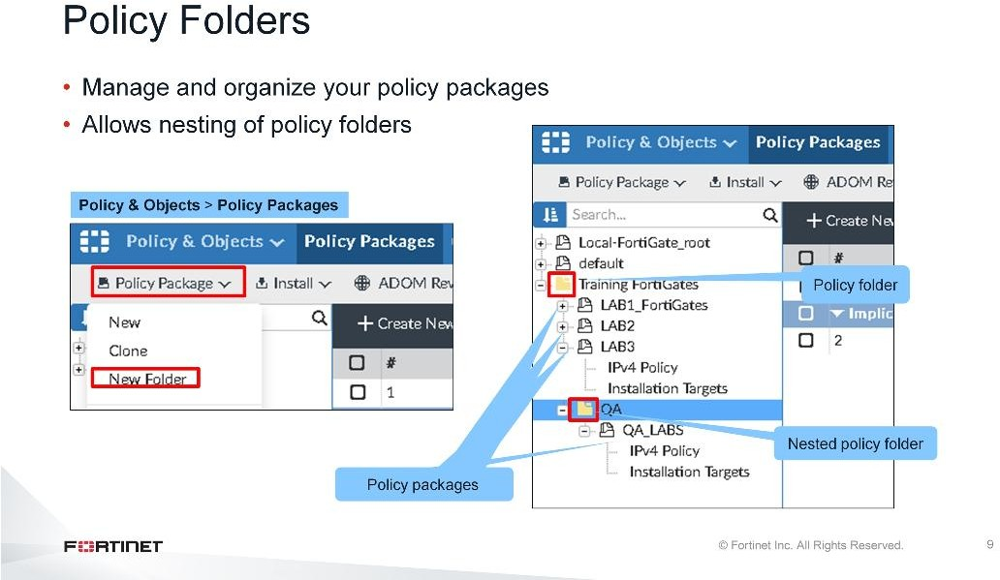 Policy Folders
• Manage and organize your policy packages
• Allows nesting of policy folders
Policy & Objects > Policy Packages
Policy & Objects Policy Packages
Policy Package Install ADOM Rev
New
Clone
New Folder
+ Create New
#
1
Policy & Objects Policy Packages
Policy Package Install ADOM Re
Search...
+ Create New
Local-FortiGate_root
default
Training FortiGates
LAB1_FortiGates
LAB2
LAB3
IPv4 Policy
Installation Targets
QA
QA_LABS
IPv4 Policy
Installation Targets
#
Implic
2
Policy folder
Nested policy folder
Policy packages
FORTINET
© Fortinet Inc. All Rights Reserved.
9